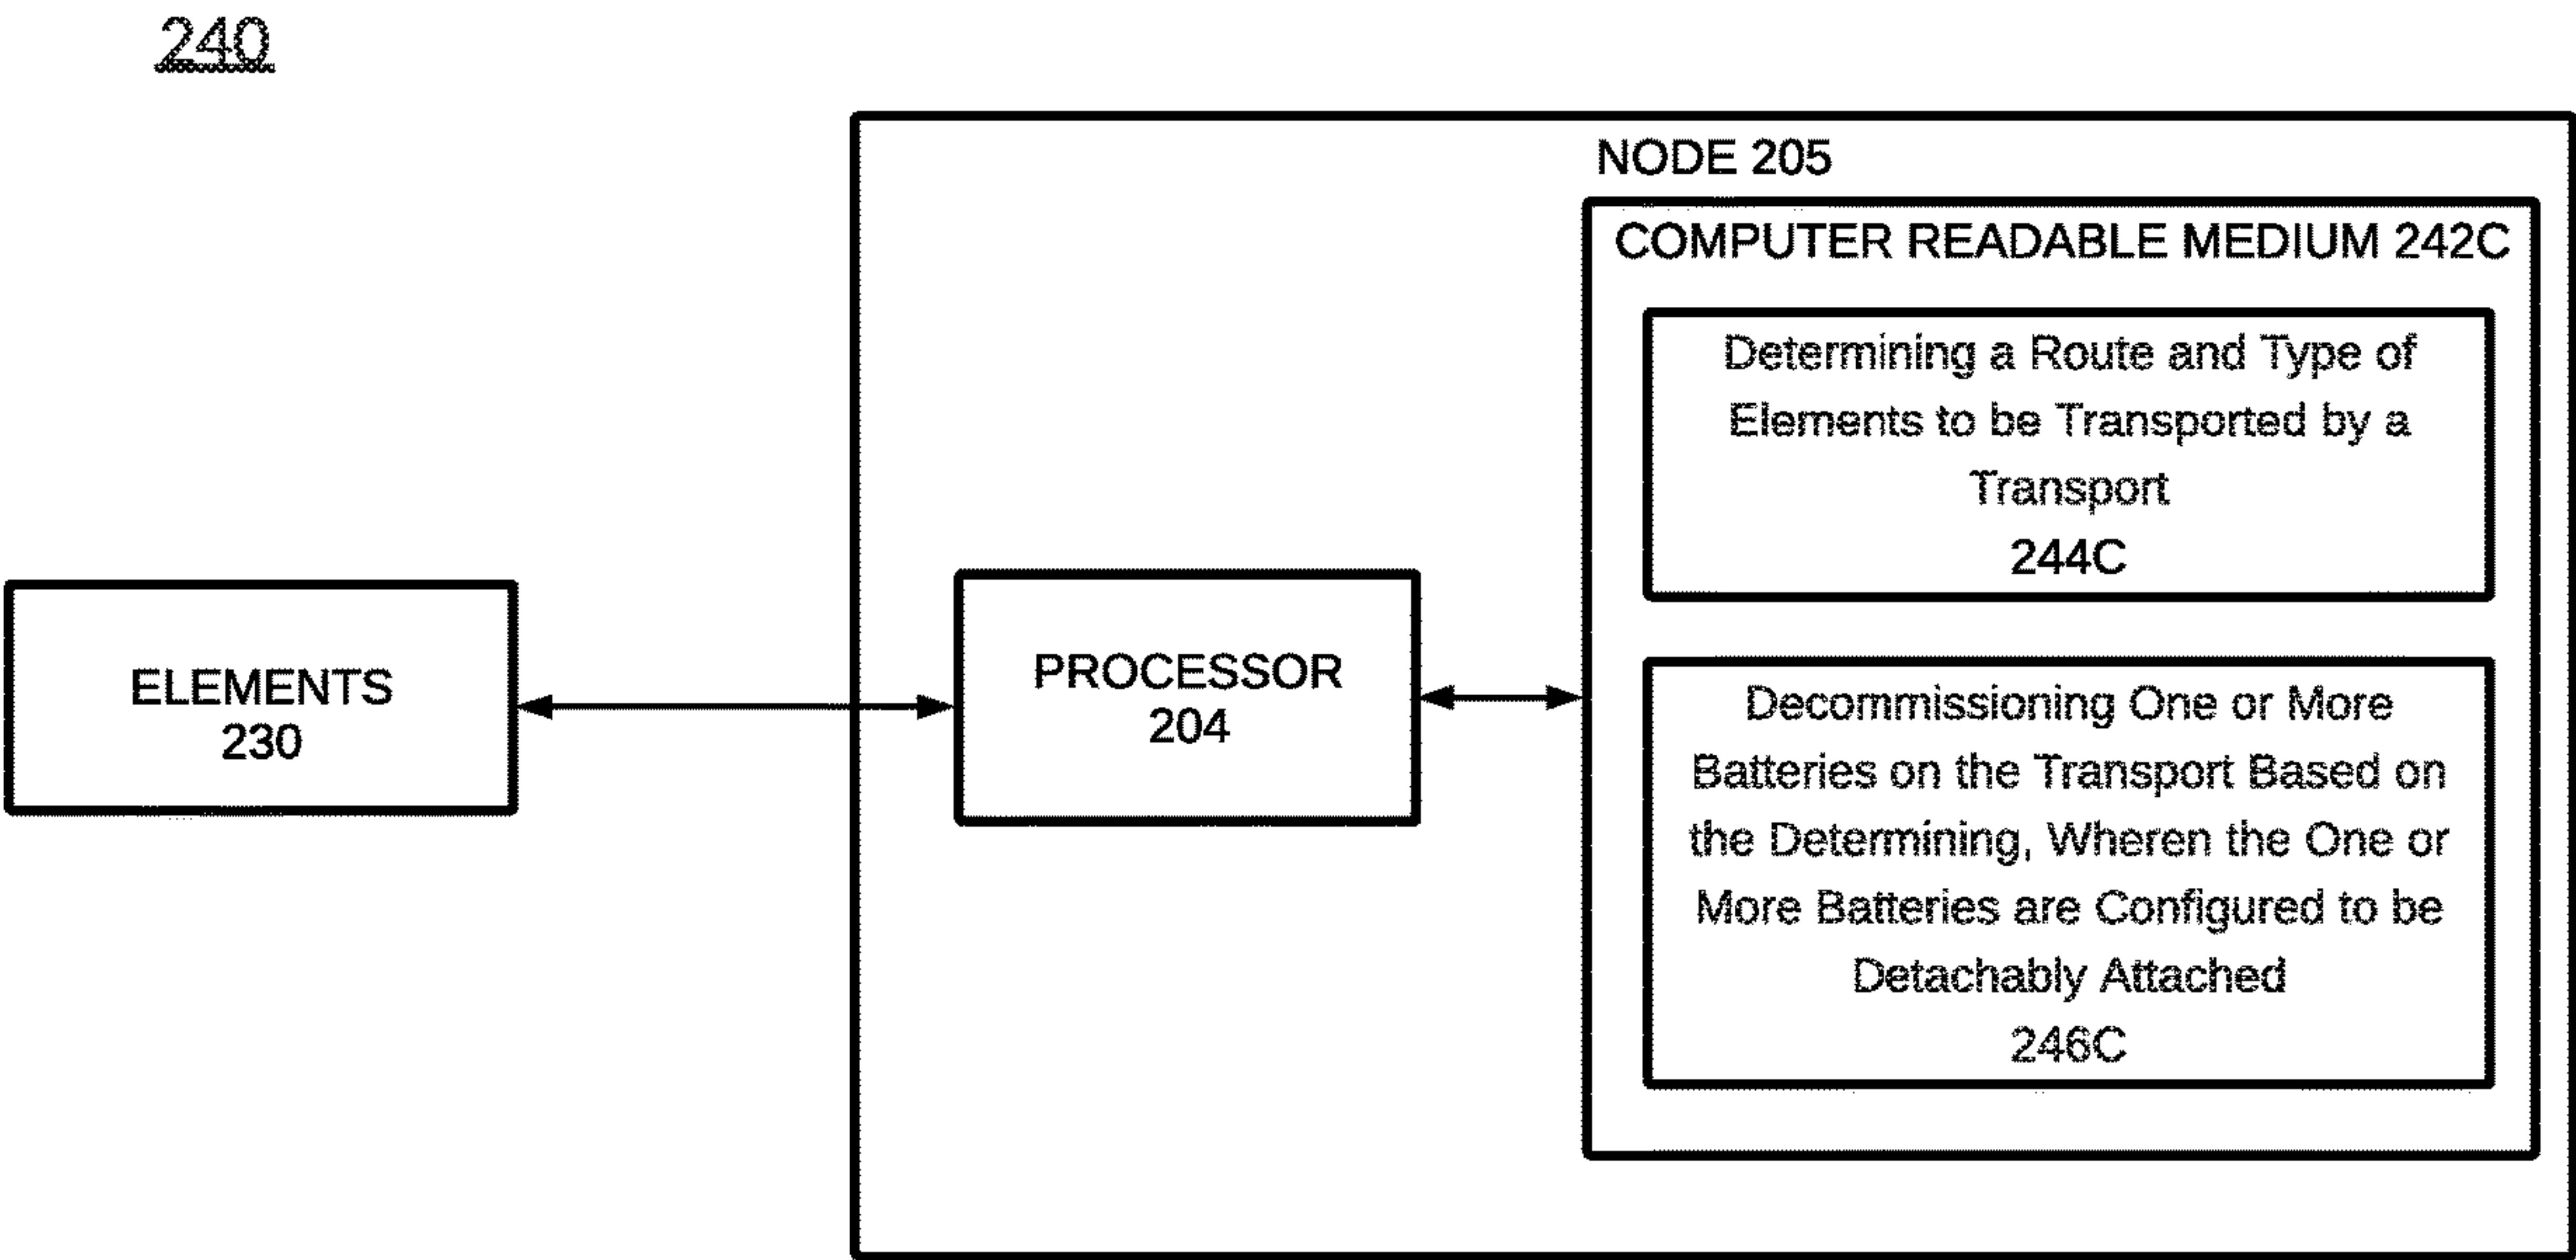 240
NODE 205
COMPUTER READABLE MEDIUM 242C
Determining a Route and Type of
Elements to be Transported by a
Transport
244C
ELEMENTS
230
PROCESSOR
204
Decommissioning One or More
Batteries on the Transport Based on
the Determining, Wheren the One or
More Batteries are Configured to be
Detachably Attached
246C